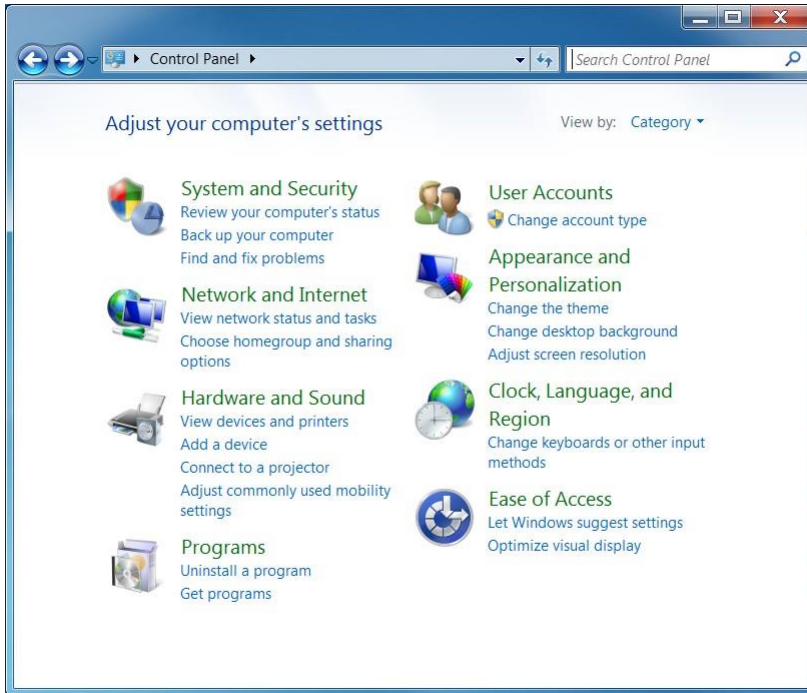 Control Panel
Search Control Panel
Adjust your computer's settings
View by: Category
System and Security
Review your computer's status
Back up your computer
Find and fix problems
Network and Internet
View network status and tasks
Choose homegroup and sharing
options
Hardware and Sound
View devices and printers
Add a device
Connect to a projector
Adjust commonly used mobility
settings
Programs
Uninstall a program
Get programs
User Accounts
Change account type
Appearance and
Personalization
Change the theme
Change desktop background
Adjust screen resolution
Clock, Language, and
Region
Change keyboards or other input
methods
Ease of Access
Let Windows suggest settings
Optimize visual display